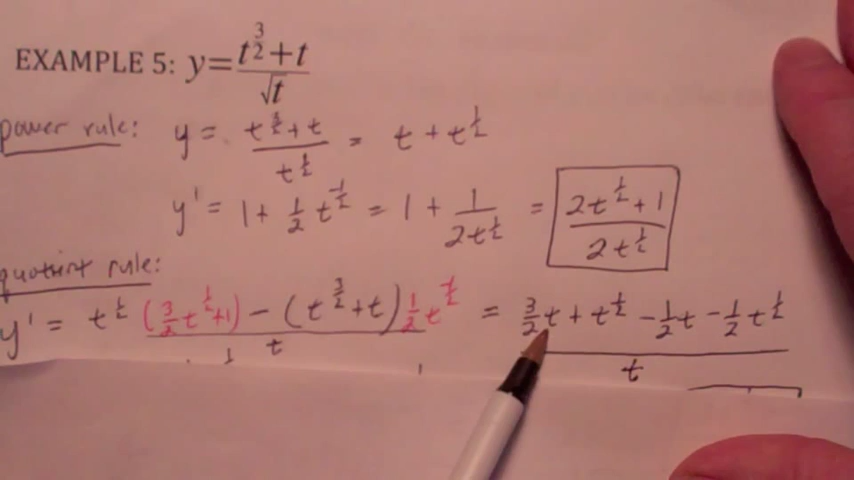 EXAMPLE 5: y = (t^(3/2) + t)/√t
power rule: y = (t^(3/2) + t)/t^(1/2) = t + t^(1/2)
y' = 1 + 1/2 t^(-1/2) = 1 + 1/(2t^(1/2)) = (2t^(1/2) + 1)/(2t^(1/2))
quotient rule:
y' = (t^(1/2) (3/2 t^(1/2) + 1) - (t^(3/2) + t) 1/2 t^(-1/2))/t = (3/2 t + t^(1/2) - 1/2 t - 1/2 t^(1/2))/t